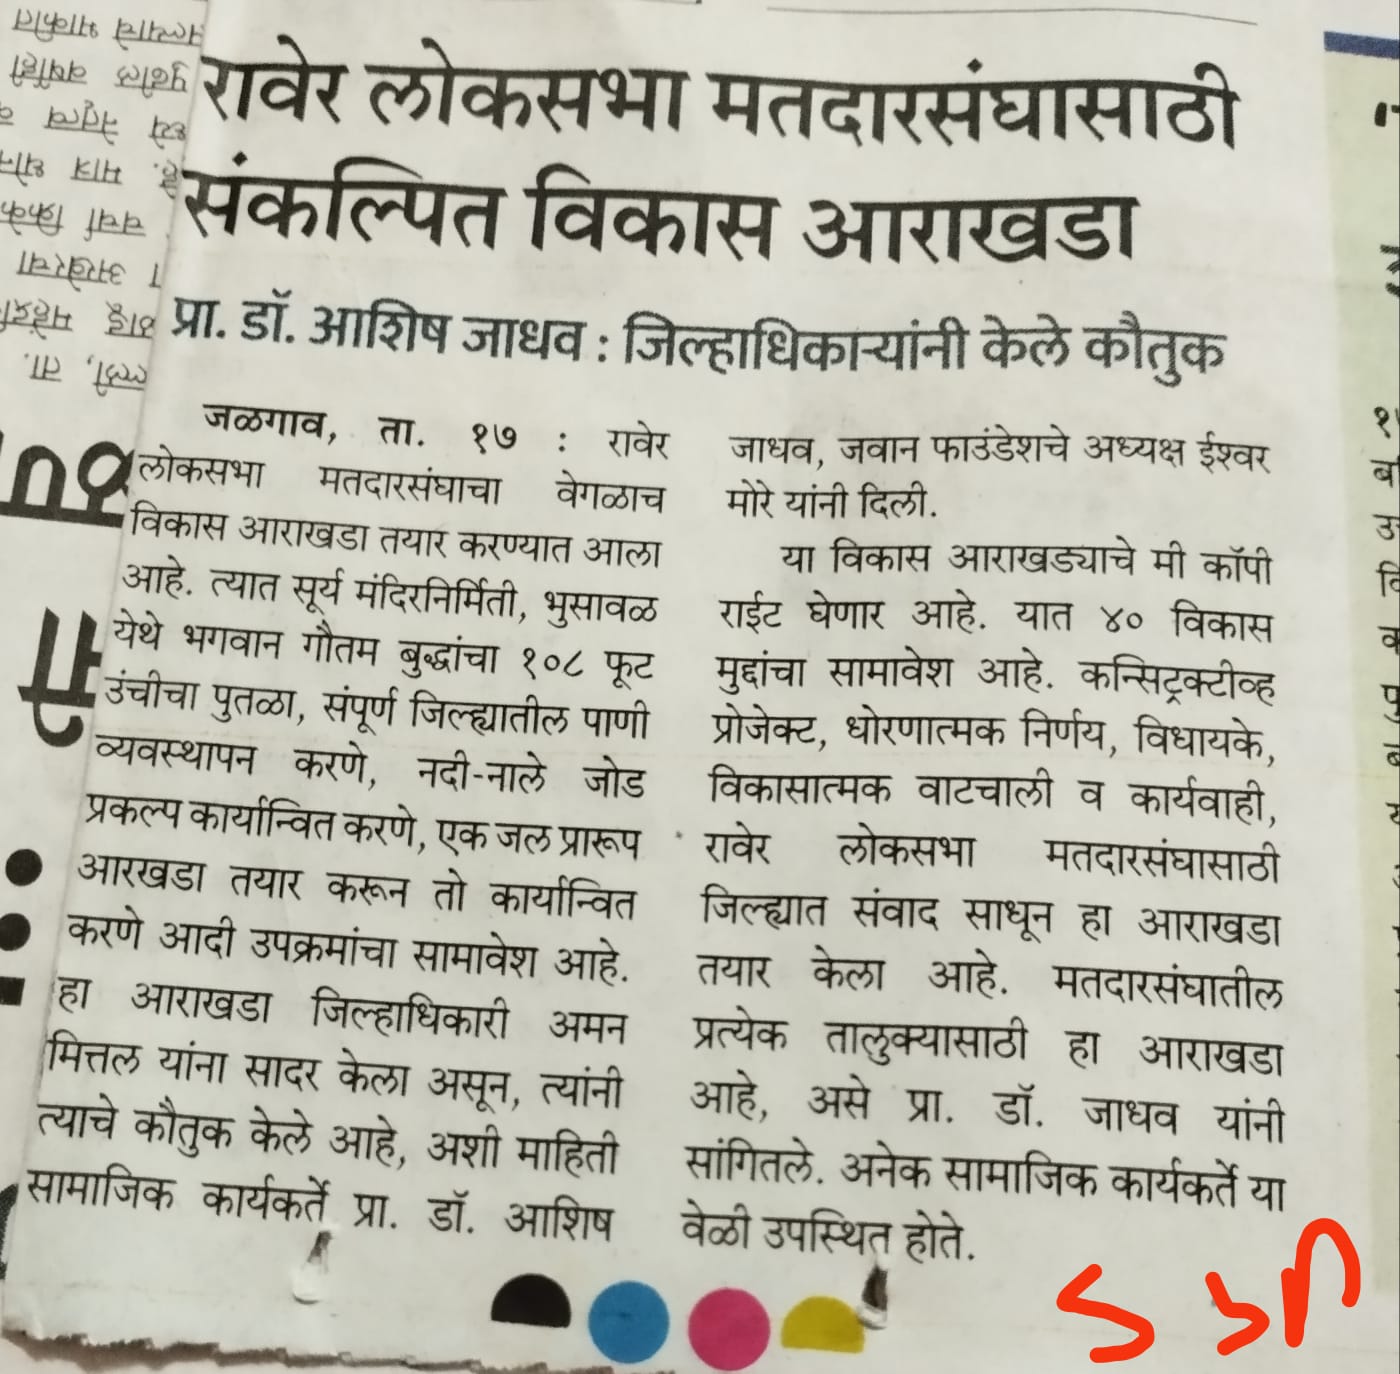 रावेर लोकसभा मतदारसंघासाठी
संकल्पित विकास आराखडा
प्रा. डॉ. आशिष जाधव : जिल्हाधिकाऱ्यांनी केले कौतुक
जळगाव, ता. १७ : रावेर
लोकसभा मतदारसंघाचा वेगळाच
विकास आराखडा तयार करण्यात आला
आहे. त्यात सूर्य मंदिरनिर्मिती, भुसावळ
येथे भगवान गौतम बुद्धांचा १०८ फूट
उंचीचा पुतळा, संपूर्ण जिल्ह्यातील पाणी
व्यवस्थापन करणे, नदी-नाले जोड
प्रकल्प कार्यान्वित करणे, एक जल प्रारूप
आरखडा तयार करून तो कार्यान्वित
करणे आदी उपक्रमांचा सामावेश आहे.
हा आराखडा जिल्हाधिकारी अमन
मित्तल यांना सादर केला असून, त्यांनी
त्याचे कौतुक केले आहे, अशी माहिती
सामाजिक कार्यकर्ते प्रा. डॉ. आशिष
जाधव, जवान फाउंडेशचे अध्यक्ष ईश्वर
मोरे यांनी दिली.
या विकास आराखड्याचे मी कॉपी
राईट घेणार आहे. यात ४० विकास
मुद्दांचा सामावेश आहे. कन्सिट्रक्टीव्ह
प्रोजेक्ट, धोरणात्मक निर्णय, विधायके,
विकासात्मक वाटचाली व कार्यवाही,
रावेर लोकसभा मतदारसंघासाठी
जिल्ह्यात संवाद साधून हा आराखडा
तयार केला आहे. मतदारसंघातील
प्रत्येक तालुक्यासाठी हा आराखडा
आहे, असे प्रा. डॉ. जाधव यांनी
सांगितले. अनेक सामाजिक कार्यकर्ते या
वेळी उपस्थित होते.